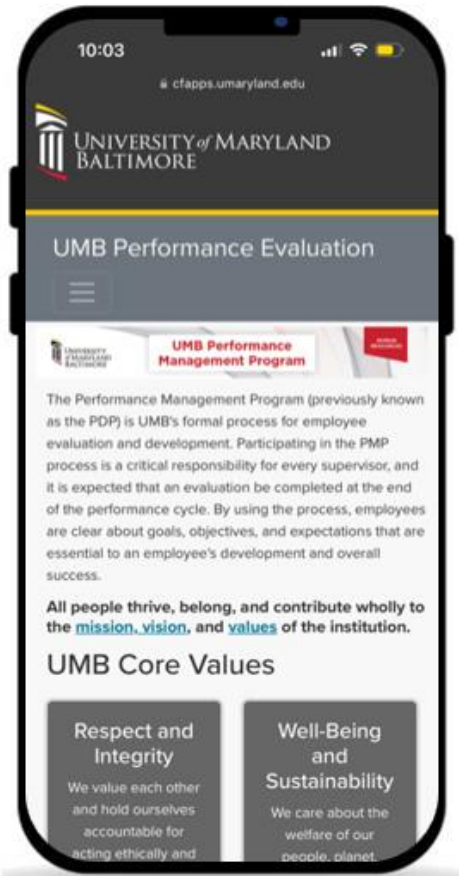 10:03
cfapps.umaryland.edu
UNIVERSITY of MARYLAND
BALTIMORE
UMB Performance Evaluation
UNIVERSITY of MARYLAND BALTIMORE
UMB Performance
Management Program
HUMAN
RESOURCES
The Performance Management Program (previously known
as the PDP) is UMB's formal process for employee
evaluation and development. Participating in the PMP
process is a critical responsibility for every supervisor, and
it is expected that an evaluation be completed at the end
of the performance cycle. By using the process, employees
are clear about goals, objectives, and expectations that are
essential to an employee's development and overall
success.
All people thrive, belong, and contribute wholly to
the mission, vision, and values of the institution.
UMB Core Values
Respect and
Integrity
We value each other
and hold ourselves
accountable for
acting ethically and
Well-Being
and
Sustainability
We care about the
welfare of our
people, planet,